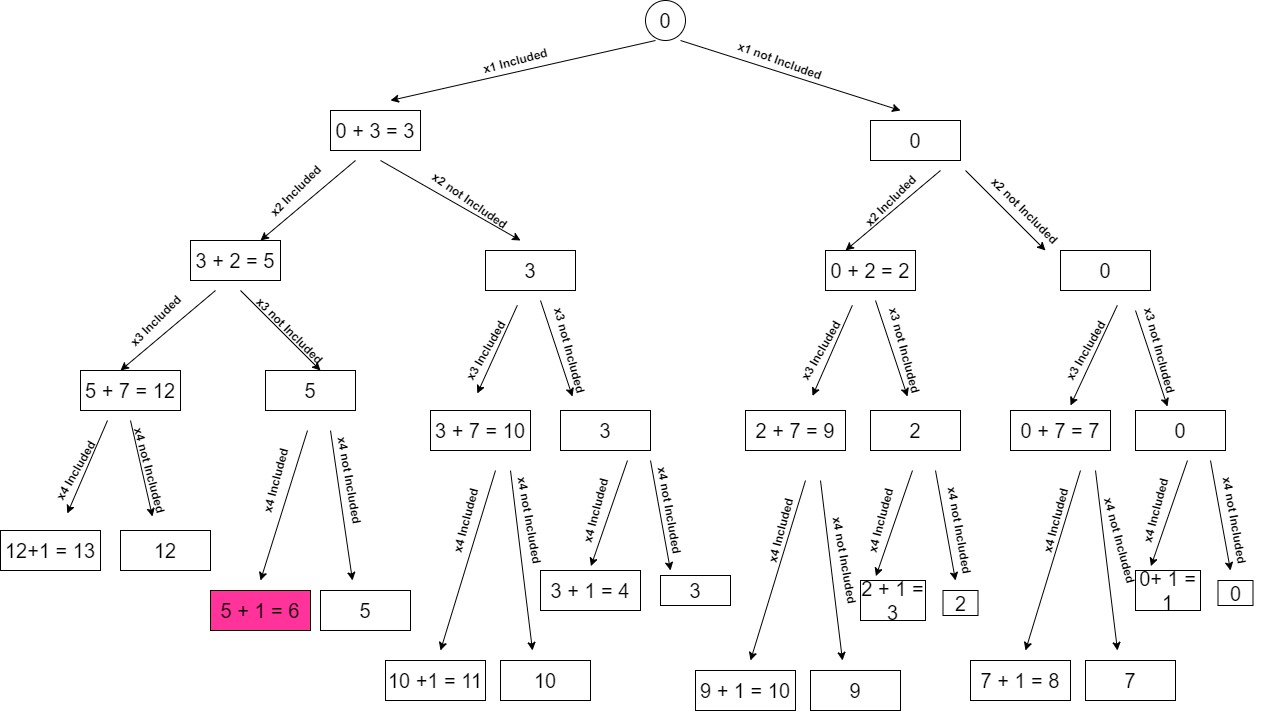 0
x1 Included
x1 not Included
0 + 3 = 3
0
x2 Included
x2 not Included
x2 Included
x2 not Included
3 + 2 = 5
3
0 + 2 = 2
0
x3 Included
x3 not Included
x3 Included
x3 not Included
x3 Included
x3 not Included
x3 Included
x3 not Included
5 + 7 = 12
5
3 + 7 = 10
3
2 + 7 = 9
2
0 + 7 = 7
0
x4 Included
x4 not Included
x4 Included
x4 not Included
x4 Included
x4 not Included
x4 Included
x4 not Included
x4 Included
x4 not Included
x4 Included
x4 not Included
x4 Included
x4 not Included
x4 Included
x4 not Included
12+1 = 13
12
5 + 1 = 6
5
10 +1 = 11
10
3 + 1 = 4
3
9 + 1 = 10
9
2 + 1 =
3
2
7 + 1 = 8
7
0+ 1 =
1
0